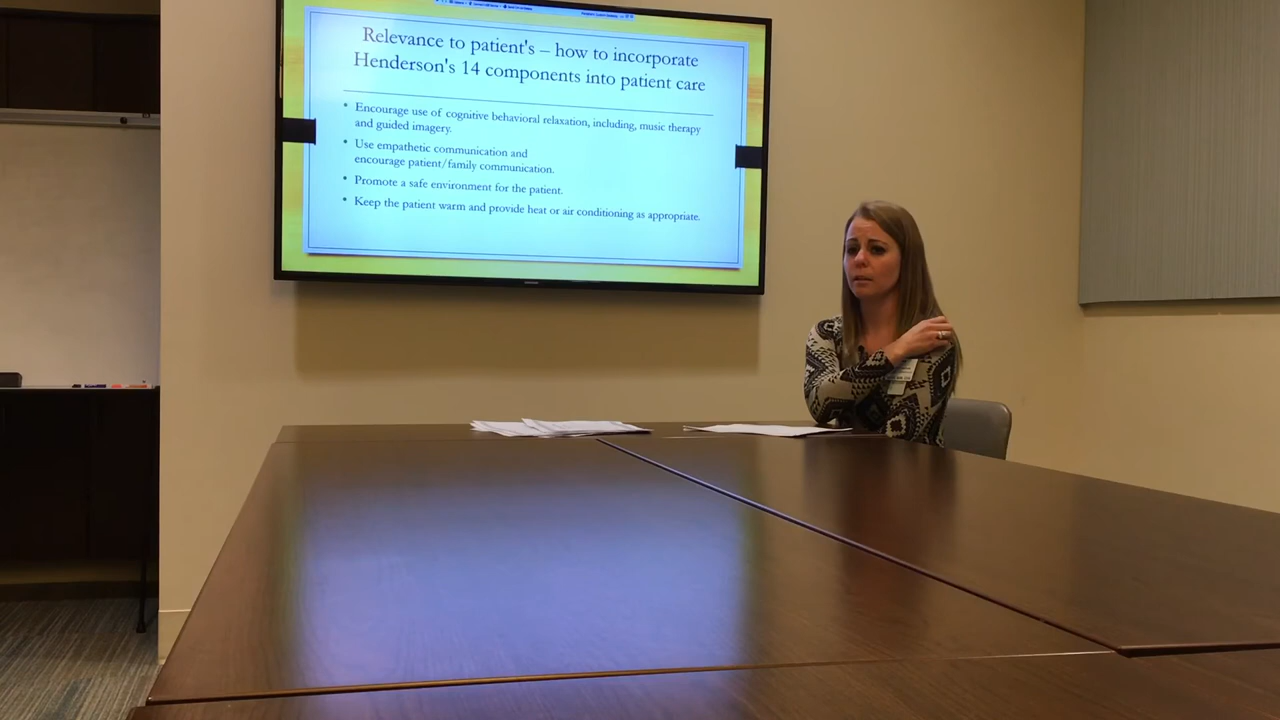 Relevance to patient's – how to incorporate
Henderson's 14 components into patient care
• Encourage use of cognitive behavioral relaxation, including, music therapy
and guided imagery.
• Use empathetic communication and
encourage patient/family communication.
• Promote a safe environment for the patient.
• Keep the patient warm and provide heat or air conditioning as appropriate.